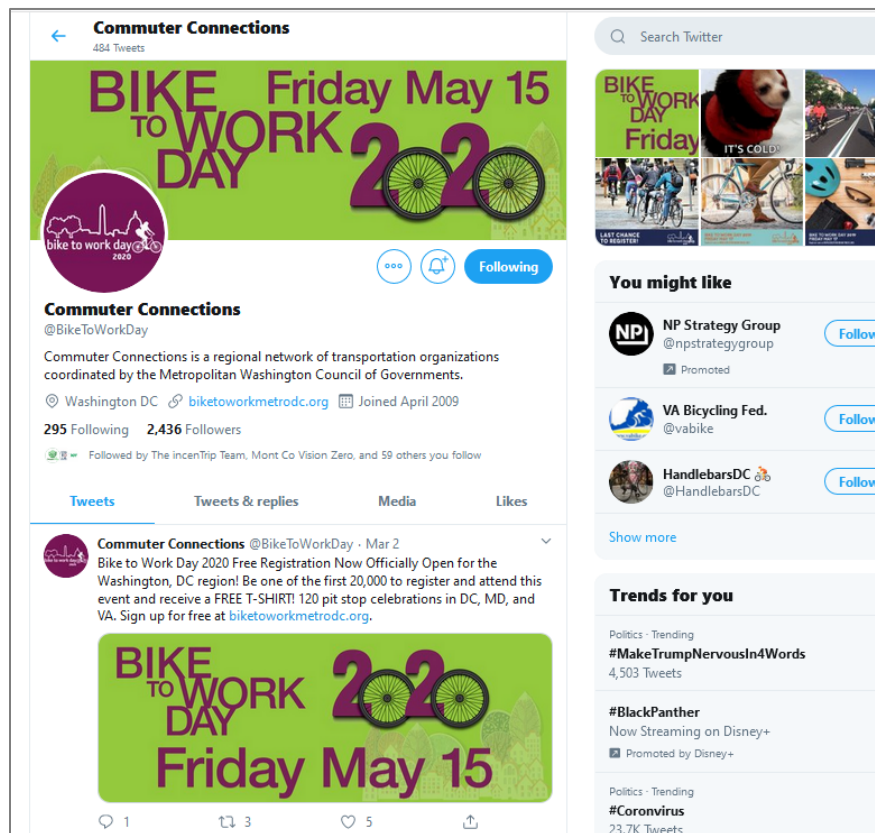 Commuter Connections
484 Tweets
BIKE TO WORK DAY
Friday May 15
2020
bike to work day
2020
Following
Commuter Connections
@BikeToWorkDay
Commuter Connections is a regional network of transportation organizations
coordinated by the Metropolitan Washington Council of Governments.
Washington DC biketoworkmetrodc.org Joined April 2009
295 Following 2,436 Followers
Followed by The incenTrip Team, Mont Co Vision Zero, and 59 others you follow
Tweets Tweets & replies Media Likes
Commuter Connections @BikeToWorkDay · Mar 2
Bike to Work Day 2020 Free Registration Now Officially Open for the
Washington, DC region! Be one of the first 20,000 to register and attend this
event and receive a FREE T-SHIRT! 120 pit stop celebrations in DC, MD, and
VA. Sign up for free at biketoworkmetrodc.org.
BIKE TO WORK DAY
2020
Friday May 15
1 3 5
Search Twitter
BIKE TO WORK
Friday
IT'S COLD!
LAST CHANCE
TO REGISTER!
You might like
NP
NP Strategy Group
@npstrategygroup
Follow
Promoted
VA Bicycling Fed.
@vabike
Follow
HandlebarsDC
@HandlebarsDC
Follow
Show more
Trends for you
Politics · Trending
#MakeTrumpNervousIn4Words
4,503 Tweets
#BlackPanther
Now Streaming on Disney+
Promoted by Disney+
Politics · Trending
#Coronvirus
23.7K Tweets